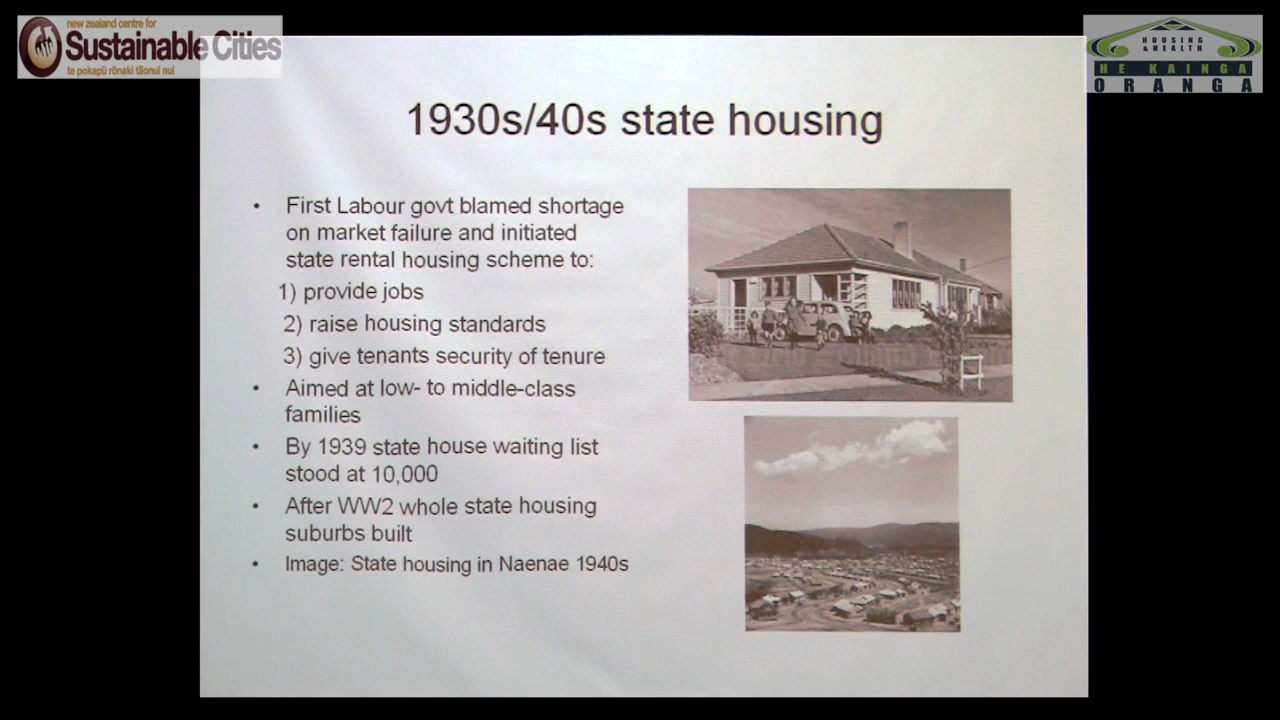 new zealand centre for
Sustainable Cities
te pokapū rōnaki tāonui nui
HOUSING
& HEALTH
HE KAINGA
ORANGA
1930s/40s state housing
• First Labour govt blamed shortage
on market failure and initiated
state rental housing scheme to:
1) provide jobs
2) raise housing standards
3) give tenants security of tenure
• Aimed at low- to middle-class
families
• By 1939 state house waiting list
stood at 10,000
• After WW2 whole state housing
suburbs built
• Image: State housing in Naenae 1940s